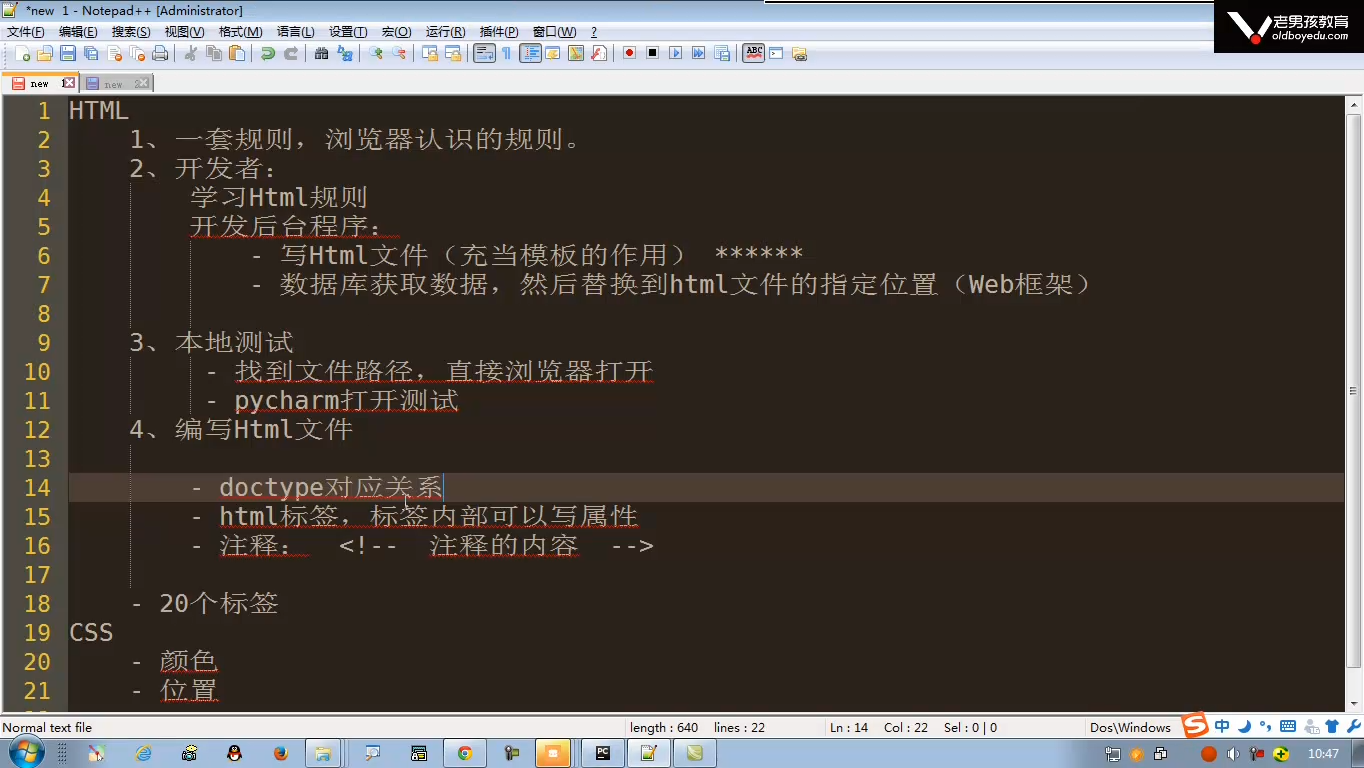 *new 1 - Notepad++ [Administrator]
老男孩教育
oldboyedu.com
文件(F) 编辑(E) 搜索(S) 视图(V) 格式(M) 语言(L) 设置(T) 宏(O) 运行(R) 插件(P) 窗口(W) ?
new 1 new 2
1 HTML
2 1、一套规则，浏览器认识的规则。
3 2、开发者：
4 学习Html规则
5 开发后台程序：
6 - 写Html文件（充当模板的作用） ******
7 - 数据库获取数据，然后替换到html文件的指定位置（Web框架）
8
9 3、本地测试
10 - 找到文件路径，直接浏览器打开
11 - pycharm打开测试
12 4、编写Html文件
13
14 - doctype对应关系
15 - html标签，标签内部可以写属性
16 - 注释： <!-- 注释的内容 -->
17
18 - 20个标签
19 CSS
20 - 颜色
21 - 位置
Normal text file length : 640 lines : 22 Ln : 14 Col : 22 Sel : 0 | 0 Dos\Windows 中
10:47